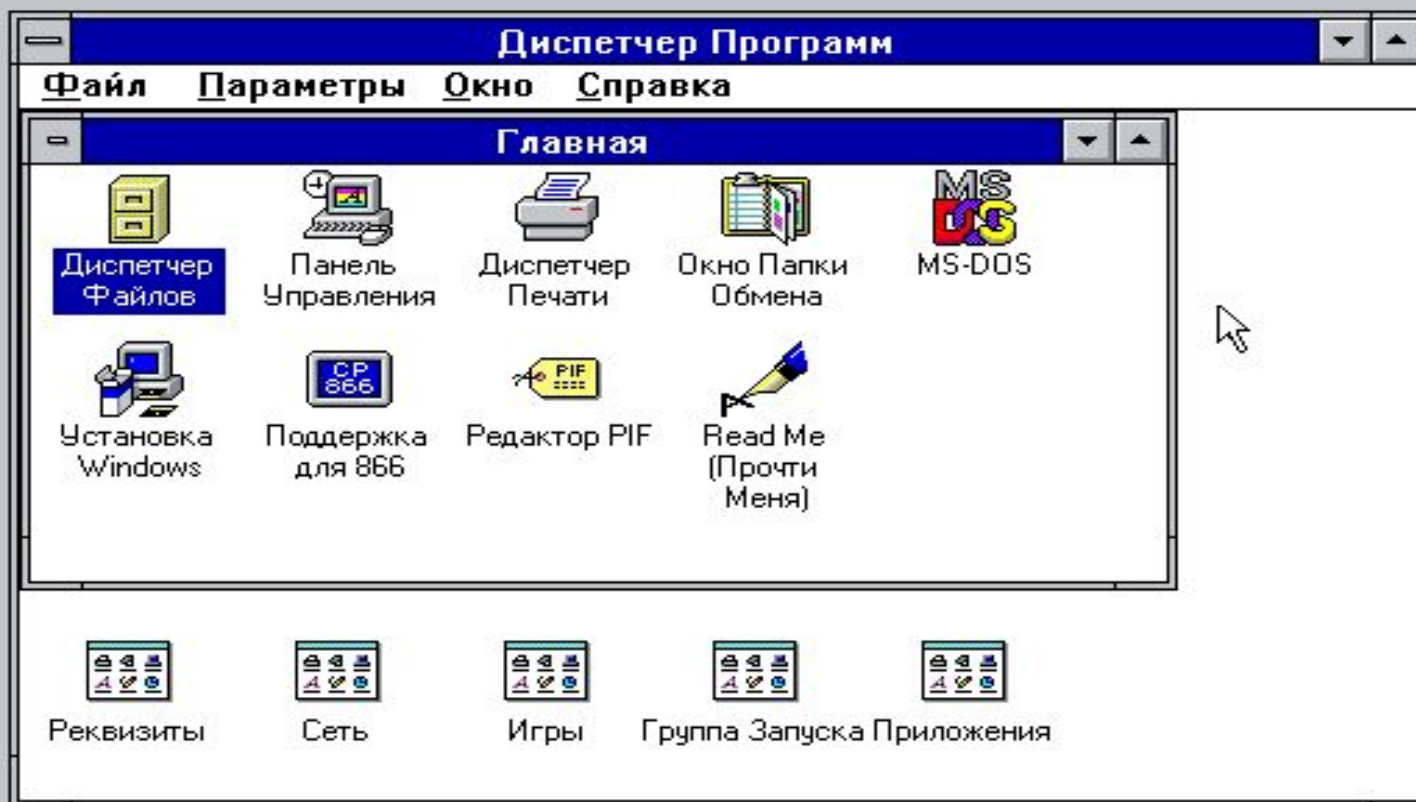 Диспетчер Программ
Файл Параметры Окно Справка
Главная
Диспетчер
Файлов
Панель
Управления
Диспетчер
Печати
Окно Папки
Обмена
MS
DOS
MS-DOS
Установка
Windows
CP
866
Поддержка
для 866
PIF
Редактор PIF
Read Me
(Прочти
Меня)
Реквизиты
Сеть
Игры
Группа Запуска
Приложения